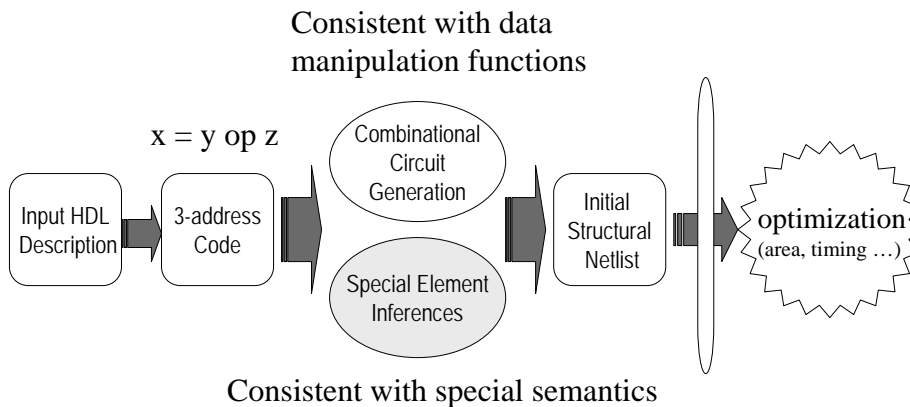 Consistent with data
manipulation functions
x = y op z
Input HDL
Description
3-address
Code
Combinational
Circuit
Generation
Special Element
Inferences
Initial
Structural
Netlist
optimization
(area, timing …)
Consistent with special semantics